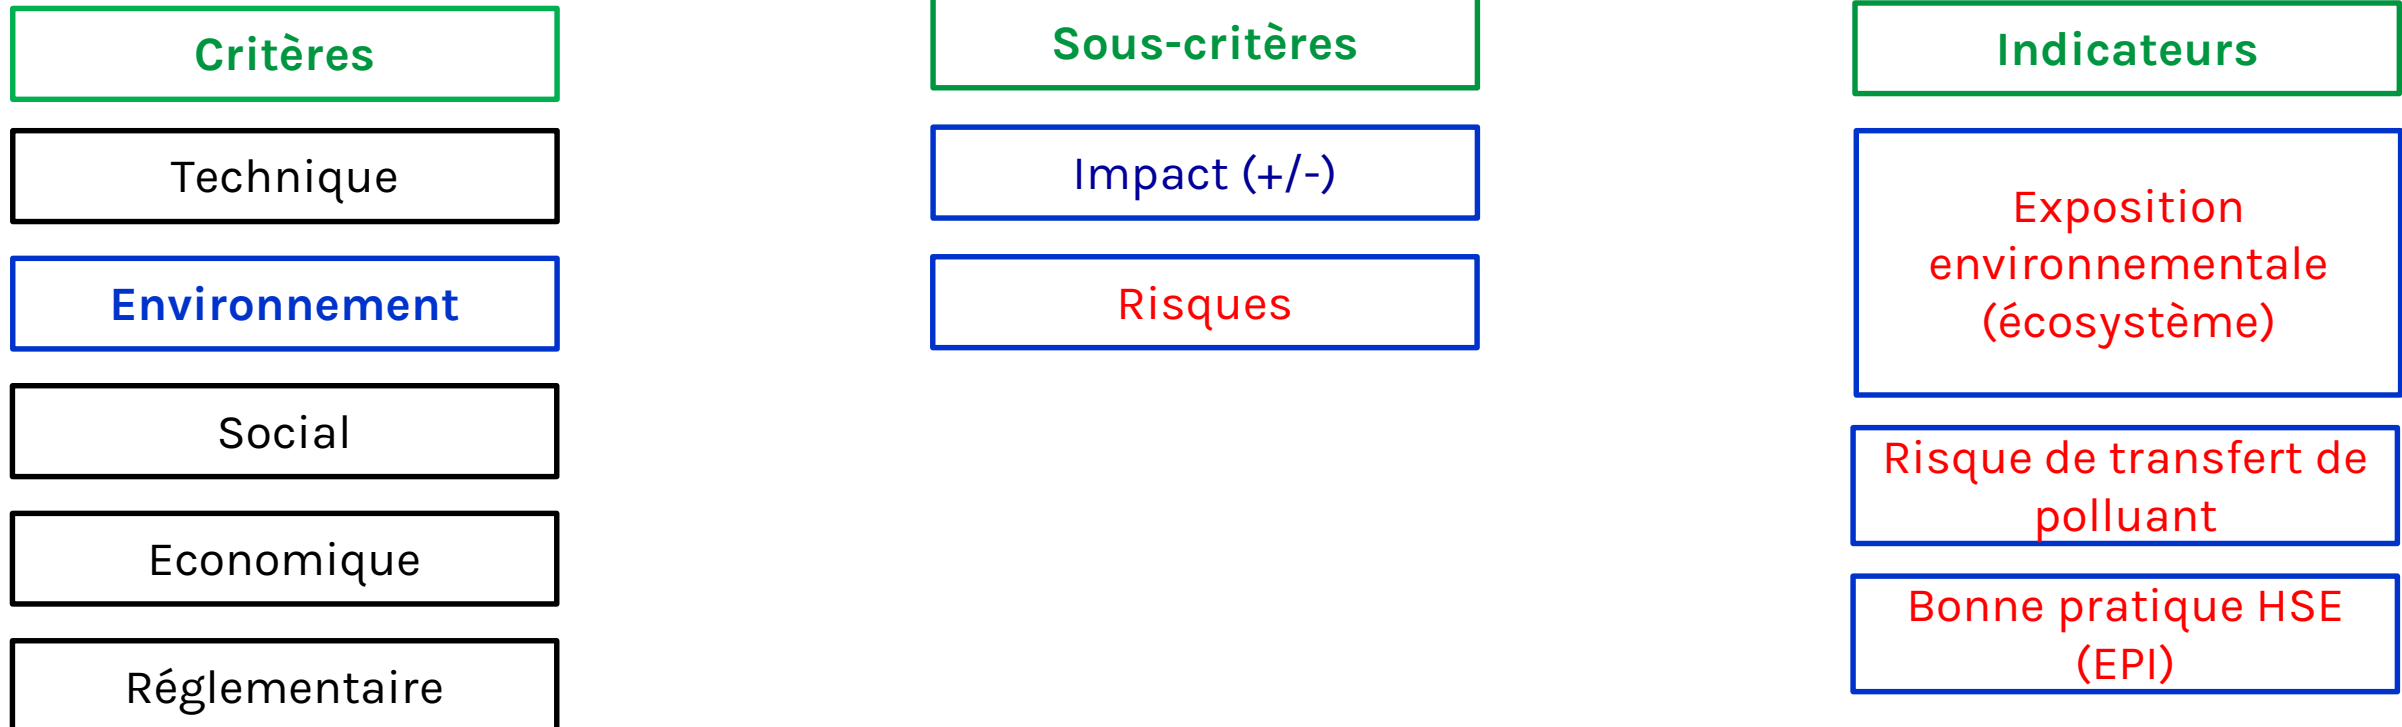 Critères
Technique
Environnement
Social
Economique
Réglementaire
Sous-critères
Impact (+/-)
Risques
Indicateurs
Exposition
environnementale
(écosystème)
Risque de transfert de
polluant
Bonne pratique HSE
(EPI)